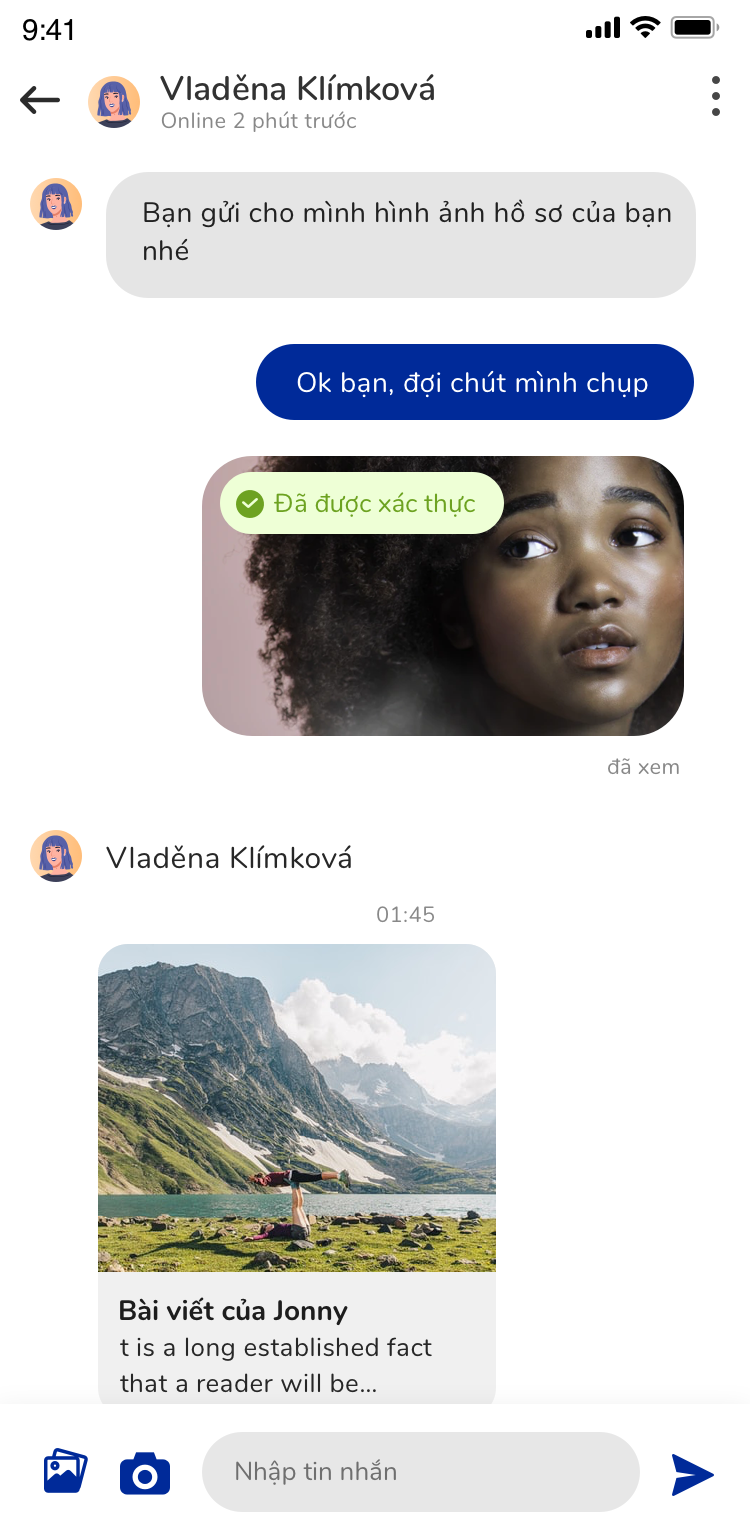 9:41
Vladěna Klímková
Online 2 phút trước
Bạn gửi cho mình hình ảnh hồ sơ của bạn
nhé
Ok bạn, đợi chút mình chụp
Đã được xác thực
đã xem
Vladěna Klímková
01:45
Bài viết của Jonny
t is a long established fact
that a reader will be...
Nhập tin nhắn